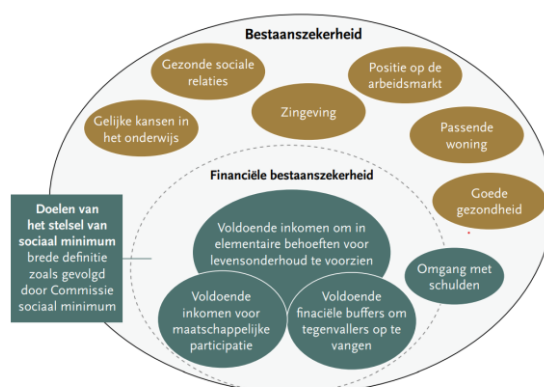 Bestaanszekerheid
Gezonde sociale
relaties
Positie op de
arbeidsmarkt
Zingeving
Gelijke kansen in
het onderwijs
Passende
woning
Financiële bestaanszekerheid
Goede
gezondheid
Doelen van
het stelsel van
sociaal minimum
brede definitie
zoals gevolgd
door Commissie
sociaal minimum
Voldoende inkomen om in
elementaire behoeften voor
levensonderhoud te voorzien
Omgang met
schulden
Voldoende
inkomen voor
maatschappelijke
participatie
Voldoende
finaciële buffers om
tegenvallers op te
vangen